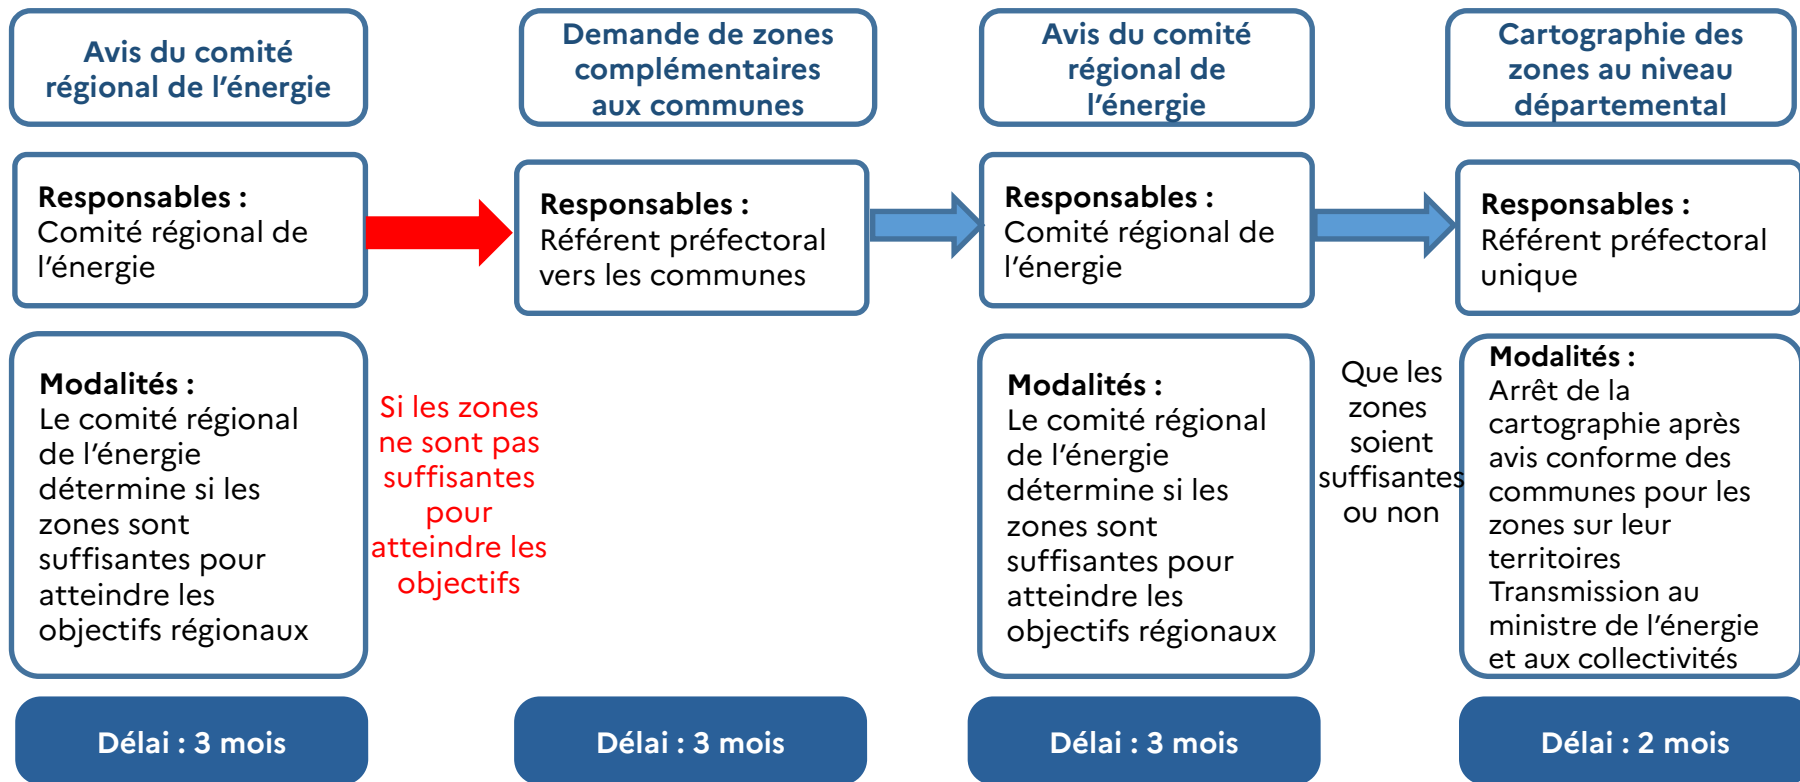 Avis du comité
régional de l’énergie
Demande de zones
complémentaires
aux communes
Avis du comité
régional de
l’énergie
Cartographie des
zones au niveau
départemental
Responsables :
Comité régional de
l’énergie
Responsables :
Référent préfectoral
vers les communes
Responsables :
Comité régional de
l’énergie
Responsables :
Référent préfectoral
unique
Modalités :
Le comité régional
de l’énergie
détermine si les
zones sont
suffisantes pour
atteindre les
objectifs régionaux
Si les zones
ne sont pas
suffisantes
pour
atteindre les
objectifs
Modalités :
Le comité régional
de l’énergie
détermine si les
zones sont
suffisantes pour
atteindre les
objectifs régionaux
Que les
zones
soient
suffisantes
ou non
Modalités :
Arrêt de la
cartographie après
avis conforme des
communes pour les
zones sur leur
territoires
Transmission au
ministre de l’énergie
et aux collectivités
Délai : 3 mois
Délai : 3 mois
Délai : 3 mois
Délai : 2 mois